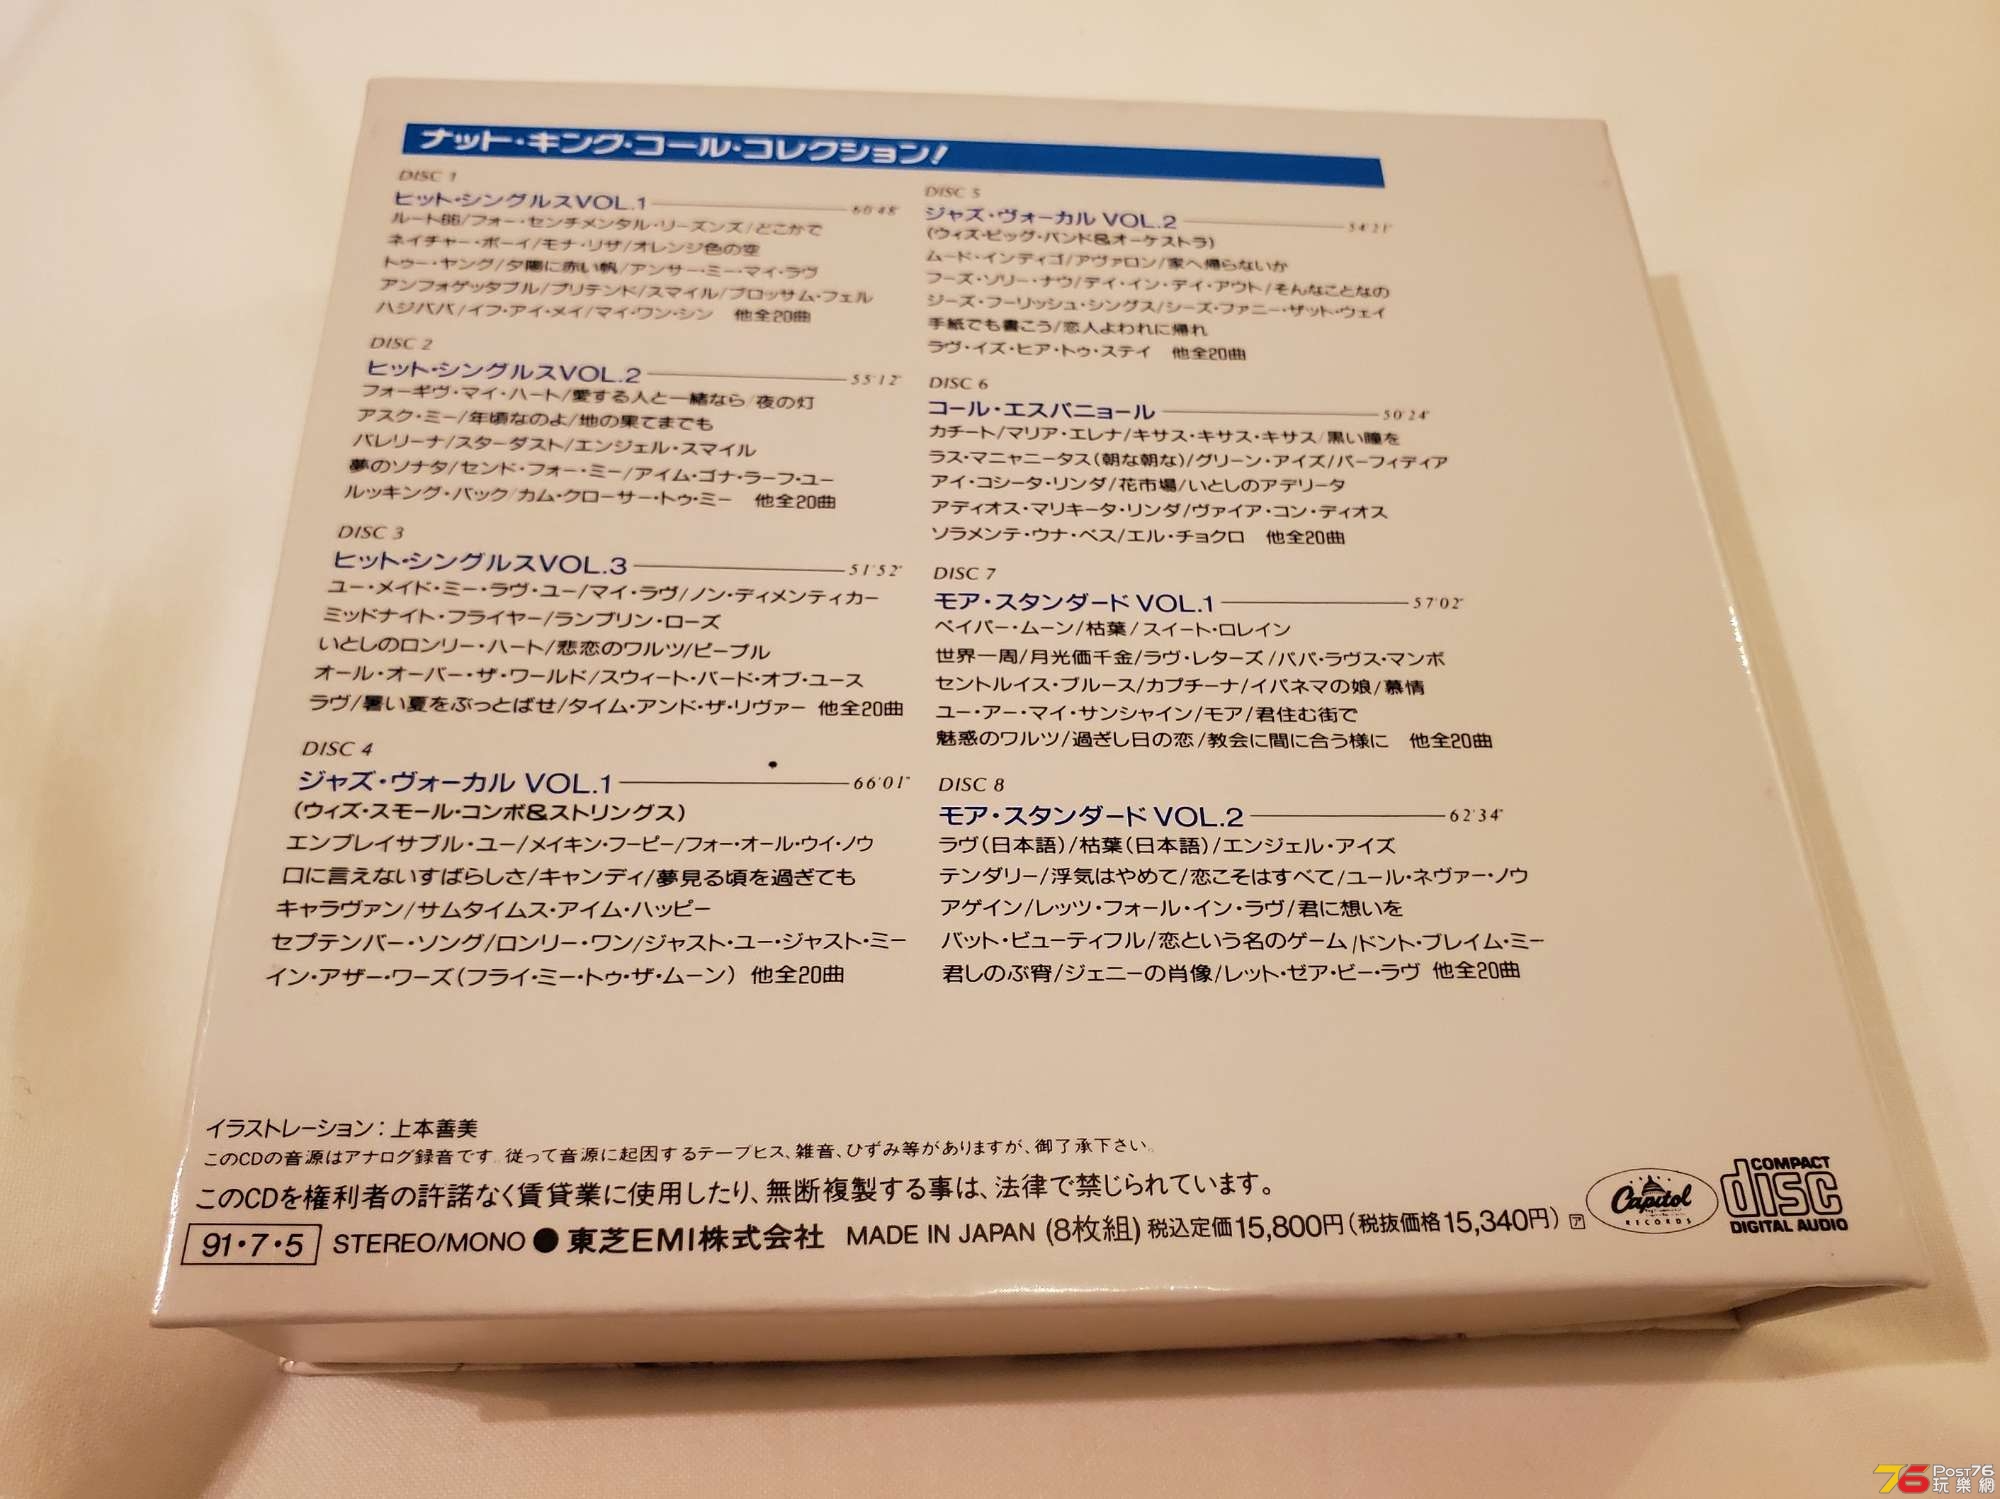 ナット・キング・コール・コレクション!
DISC 1
ヒット・シングルスVOL.1 60'48"
ルート66/フォー・センチメンタル・リーズンズ/どこかで
ネイチャー・ボーイ/モナ・リザ/オレンジ色の空
トゥー・ヤング/夕陽に赤い帆/アンサー・ミー・マイ・ラヴ
アンフォゲッタブル/プリテンド/スマイル/ブロッサム・フェル
ハジババ/イフ・アイ・メイ/マイ・ワン・シン 他全20曲
DISC 2
ヒット・シングルスVOL.2 55'12"
フォーギヴ・マイ・ハート/愛する人と一緒なら/夜の灯
アスク・ミー/年頃なのよ/地の果てまでも
バレリーナ/スターダスト/エンジェル・スマイル
夢のソナタ/センド・フォー・ミー/アイム・ゴナ・ラーフ・ユー
ルッキング・バック/カム・クローサー・トゥ・ミー 他全20曲
DISC 3
ヒット・シングルスVOL.3 51'52"
ユー・メイド・ミー・ラヴ・ユー/マイ・ラヴ/ノン・ディメンティカー
ミッドナイト・フライヤー/ランブリン・ローズ
いとしのロンリー・ハート/悲恋のワルツ/ピープル
オール・オーバー・ザ・ワールド/スウィート・バード・オブ・ユース
ラヴ/暑い夏をぶっとばせ/タイム・アンド・ザ・リヴァー 他全20曲
DISC 4
ジャズ・ヴォーカル VOL.1 66'01"
(ウィズ・スモール・コンボ&ストリングス)
エンブレイサブル・ユー/メイキン・フーピー/フォー・オール・ウイ・ノウ
口に言えないすばらしさ/キャンディ/夢見る頃を過ぎても
キャラヴァン/サムタイムス・アイム・ハッピー
セプテンバー・ソング/ロンリー・ワン/ジャスト・ユー・ジャスト・ミー
イン・アザー・ワーズ(フライ・ミー・トゥ・ザ・ムーン) 他全20曲
DISC 5
ジャズ・ヴォーカル VOL.2 54'21"
(ウィズ・ビッグ・バンド&オーケストラ)
ムード・インディゴ/アヴァロン/家へ帰らないか
フーズ・ソリー・ナウ/デイ・イン・デイ・アウト/そんなことなの
ジーズ・フーリッシュ・シングス/シーズ・ファニー・ザット・ウェイ
手紙でも書こう/恋人よわれに帰れ
ラヴ・イズ・ヒア・トゥ・ステイ 他全20曲
DISC 6
コール・エスパニョール 50'24"
カチート/マリア・エレナ/キサス・キサス・キサス/黒い瞳を
ラス・マニャニータス(朝な朝な)/グリーン・アイズ/パーフィディア
アイ・コシータ・リンダ/花市場/いとしのアデリータ
アディオス・マリキータ・リンダ/ヴァイア・コン・ディオス
ソラメンテ・ウナ・ベス/エル・チョクロ 他全20曲
DISC 7
モア・スタンダード VOL.1 57'02"
ペイパー・ムーン/枯葉/スイート・ロレイン
世界一周/月光価千金/ラヴ・レターズ/パパ・ラヴス・マンボ
セントルイス・ブルース/カプチーナ/イパネマの娘/慕情
ユー・アー・マイ・サンシャイン/モア/君住む街で
魅惑のワルツ/過ぎし日の恋/教会に間に合う様に 他全20曲
DISC 8
モア・スタンダード VOL.2 62'34"
ラヴ(日本語)/枯葉(日本語)/エンジェル・アイズ
テンダリー/浮気はやめて/恋こそはすべて/ユール・ネヴァー・ノウ
アゲイン/レッツ・フォール・イン・ラヴ/君に想いを
バット・ビューティフル/恋という名のゲーム/ドント・ブレイム・ミー
君しのぶ宵/ジェニーの肖像/レット・ゼア・ビー・ラヴ 他全20曲
イラストレーション:上本善美
このCDの音源はアナログ録音です。従って音源に起因するテープヒス、雑音、ひずみ等がありますが、御了承下さい。
このCDを権利者の許諾なく賃貸業に使用したり、無断複製する事は、法律で禁じられています。
91・7・5 STEREO/MONO ●東芝EMI株式会社 MADE IN JAPAN (8枚組) 税込定価15,800円(税抜価格15,340円) ア
Capitol
RECORDS
COMPACT
disc
DIGITAL AUDIO
76 POST76
玩樂網